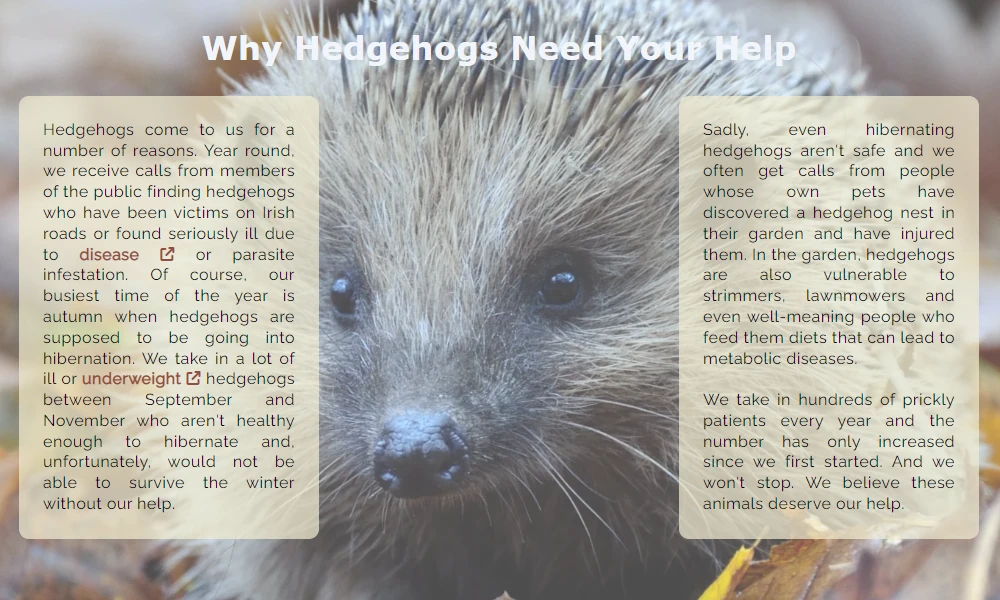 Why Hedgehogs Need Your Help
Hedgehogs come to us for a
number of reasons. Year round,
we receive calls from members
of the public finding hedgehogs
who have been victims on Irish
roads or found seriously ill due
to disease or parasite
infestation. Of course, our
busiest time of the year is
autumn when hedgehogs are
supposed to be going into
hibernation. We take in a lot of
ill or underweight hedgehogs
between September and
November who aren't healthy
enough to hibernate and,
unfortunately, would not be
able to survive the winter
without our help.
Sadly, even hibernating
hedgehogs aren't safe and we
often get calls from people
whose own pets have
discovered a hedgehog nest in
their garden and have injured
them. In the garden, hedgehogs
are also vulnerable to
strimmers, lawnmowers and
even well-meaning people who
feed them diets that can lead to
metabolic diseases.
We take in hundreds of prickly
patients every year and the
number has only increased
since we first started. And we
won't stop. We believe these
animals deserve our help.